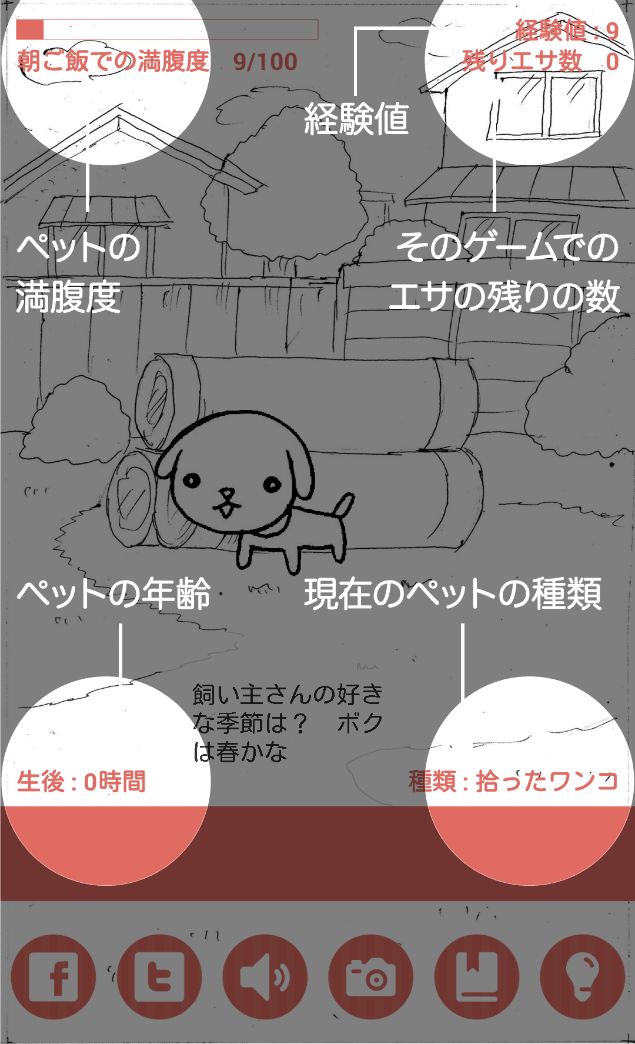 朝ご飯での満腹度 9/100
経験値 : 9
残りエサ数 0
経験値
ペットの
満腹度
そのゲームでの
エサの残りの数
ペットの年齢
現在のペットの種類
飼い主さんの好き
な季節は？ ボク
は春かな
生後 : 0時間
種類 : 拾ったワンコ